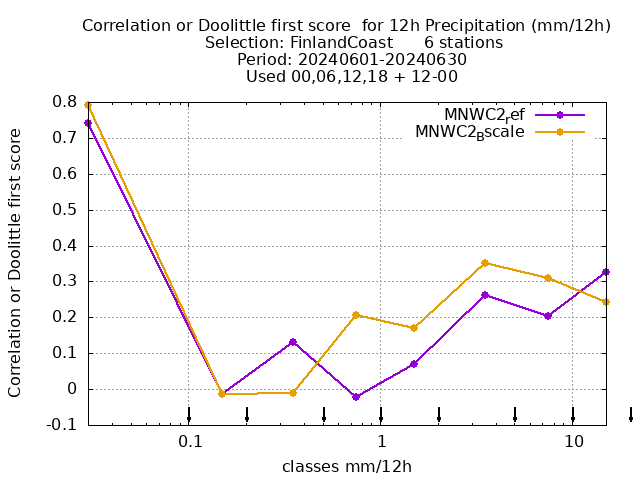 Correlation or Doolittle first score  for 12h Precipitation (mm/12h)
Selection: FinlandCoast      6 stations
Period: 20240601-20240630
Used 00,06,12,18 + 12-00
MNWC2ref
MNWC2Bscale
Correlation or Doolittle first score
0.8
0.7
0.6
0.5
0.4
0.3
0.2
0.1
0
-0.1
0.1
1
10
classes mm/12h